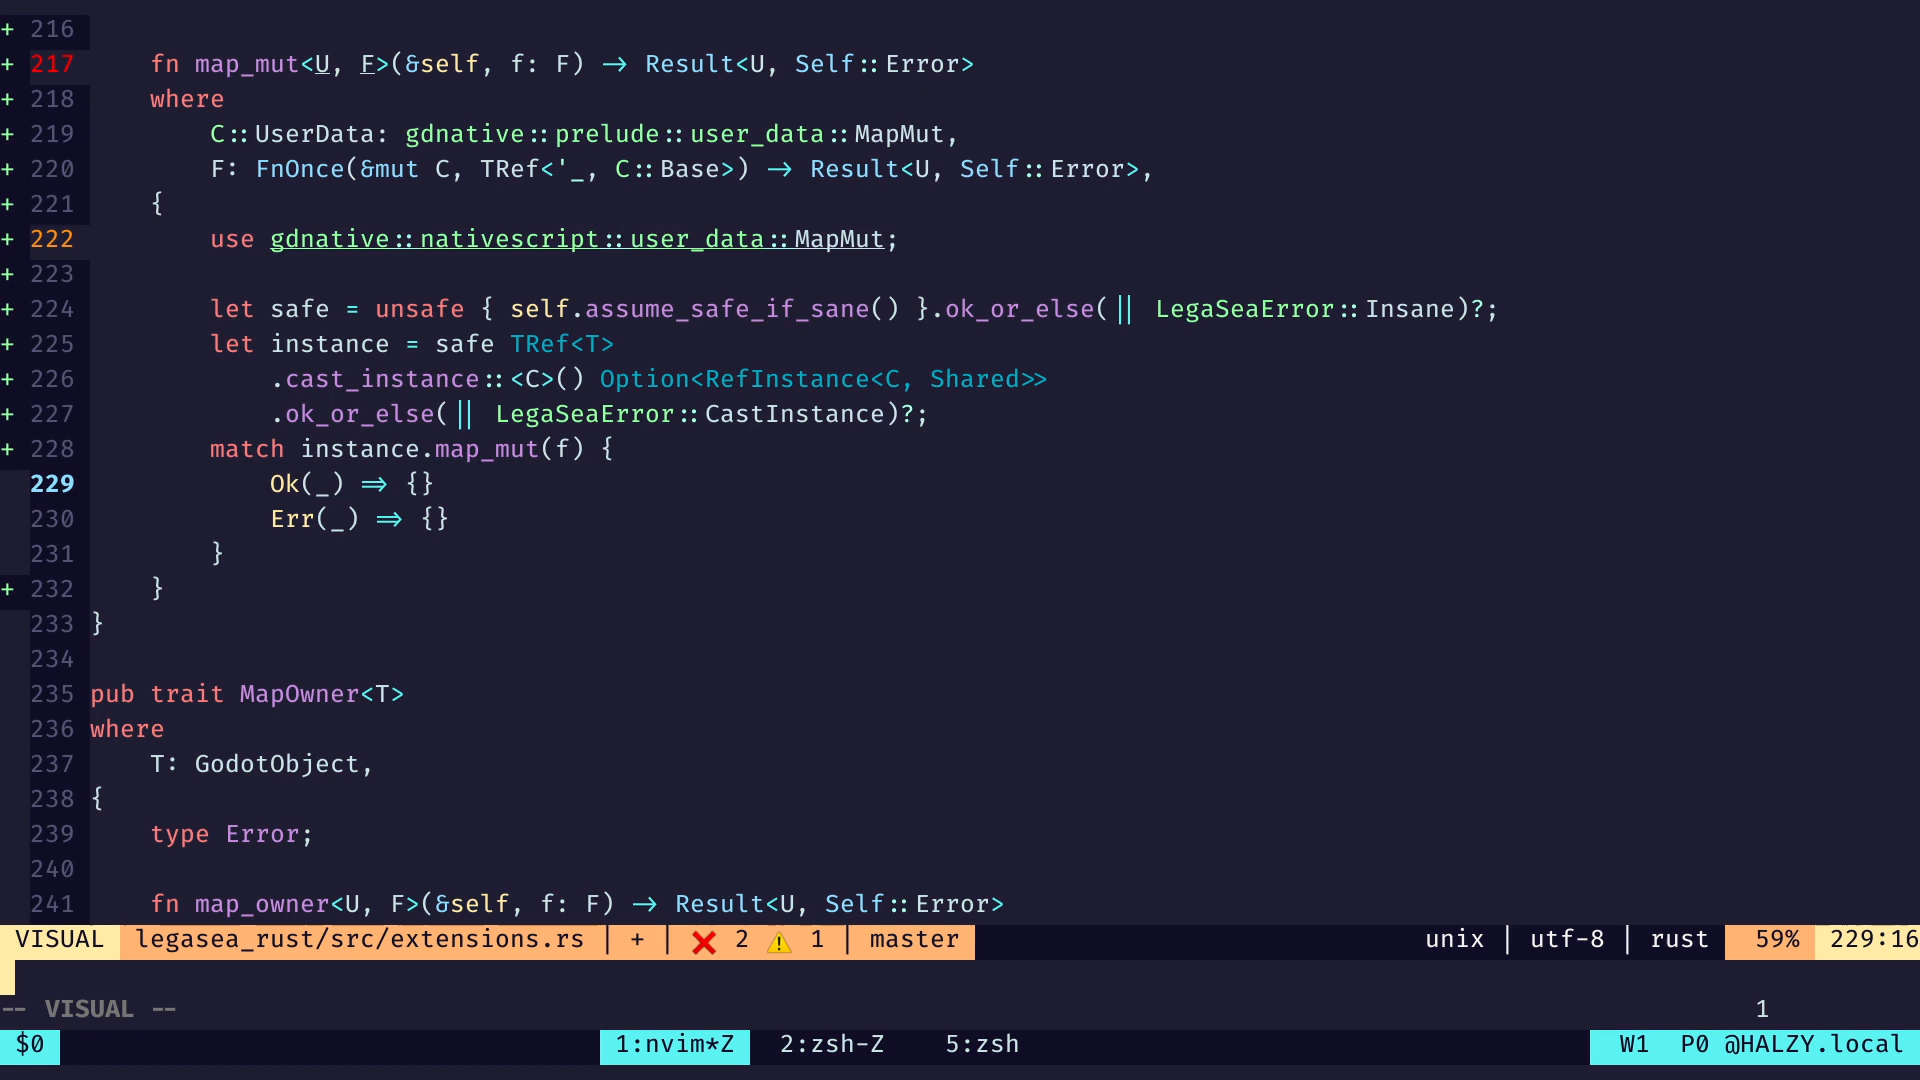 + 216
+ 217     fn map_mut<U, F>(&self, f: F) -> Result<U, Self::Error>
+ 218     where
+ 219         C::UserData: gdnative::prelude::user_data::MapMut,
+ 220         F: FnOnce(&mut C, TRef<'_, C::Base>) -> Result<U, Self::Error>,
+ 221     {
+ 222         use gdnative::nativescript::user_data::MapMut;
+ 223
+ 224         let safe = unsafe { self.assume_safe_if_sane() }.ok_or_else(|| LegaSeaError::Insane)?;
+ 225         let instance = safe TRef<T>
+ 226             .cast_instance::<C>() Option<RefInstance<C, Shared>>
+ 227             .ok_or_else(|| LegaSeaError::CastInstance)?;
+ 228         match instance.map_mut(f) {
  229             Ok(_) => {}
  230             Err(_) => {}
  231         }
+ 232     }
  233 }
  234
  235 pub trait MapOwner<T>
  236 where
  237     T: GodotObject,
  238 {
  239     type Error;
  240
  241     fn map_owner<U, F>(&self, f: F) -> Result<U, Self::Error>
VISUAL legasea_rust/src/extensions.rs | + | ❌ 2 ⚠️ 1 | master unix | utf-8 | rust 59% 229:16
-- VISUAL -- 1
$0 1:nvim*Z 2:zsh-Z 5:zsh W1 P0 @HALZY.local